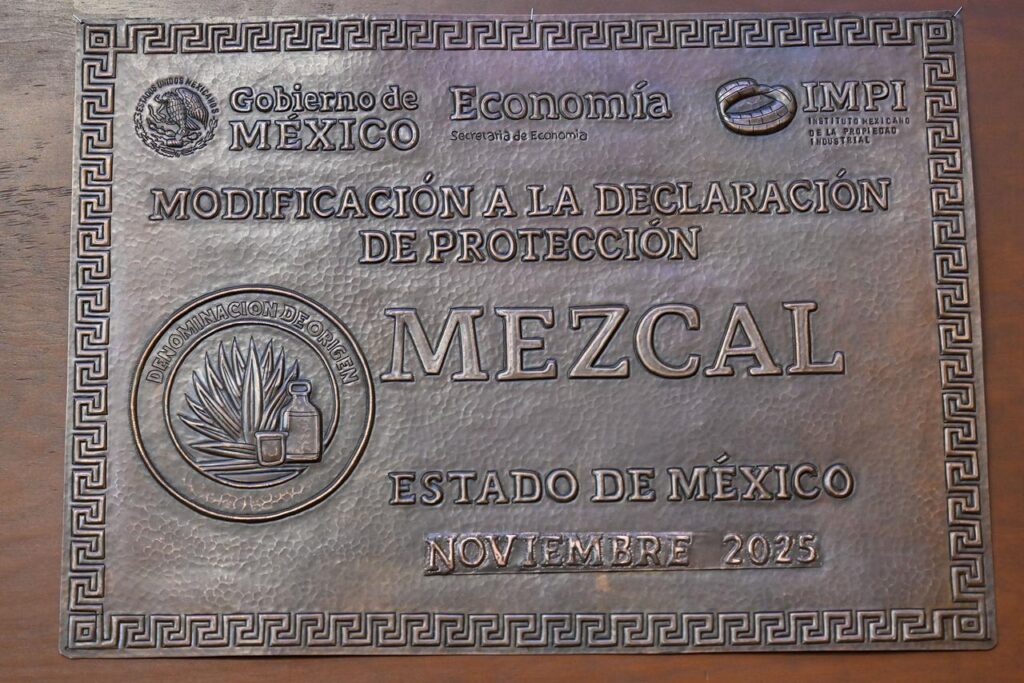 ESTADOS UNIDOS MEXICANOS
Gobierno de
MÉXICO
Economía
Secretaría de Economía
IMPI
INSTITUTO MEXICANO
DE LA PROPIEDAD
INDUSTRIAL
MODIFICACIÓN A LA DECLARACIÓN
DE PROTECCIÓN
DENOMINACION DE ORIGEN
MEZCAL
ESTADO DE MÉXICO
NOVIEMBRE 2025